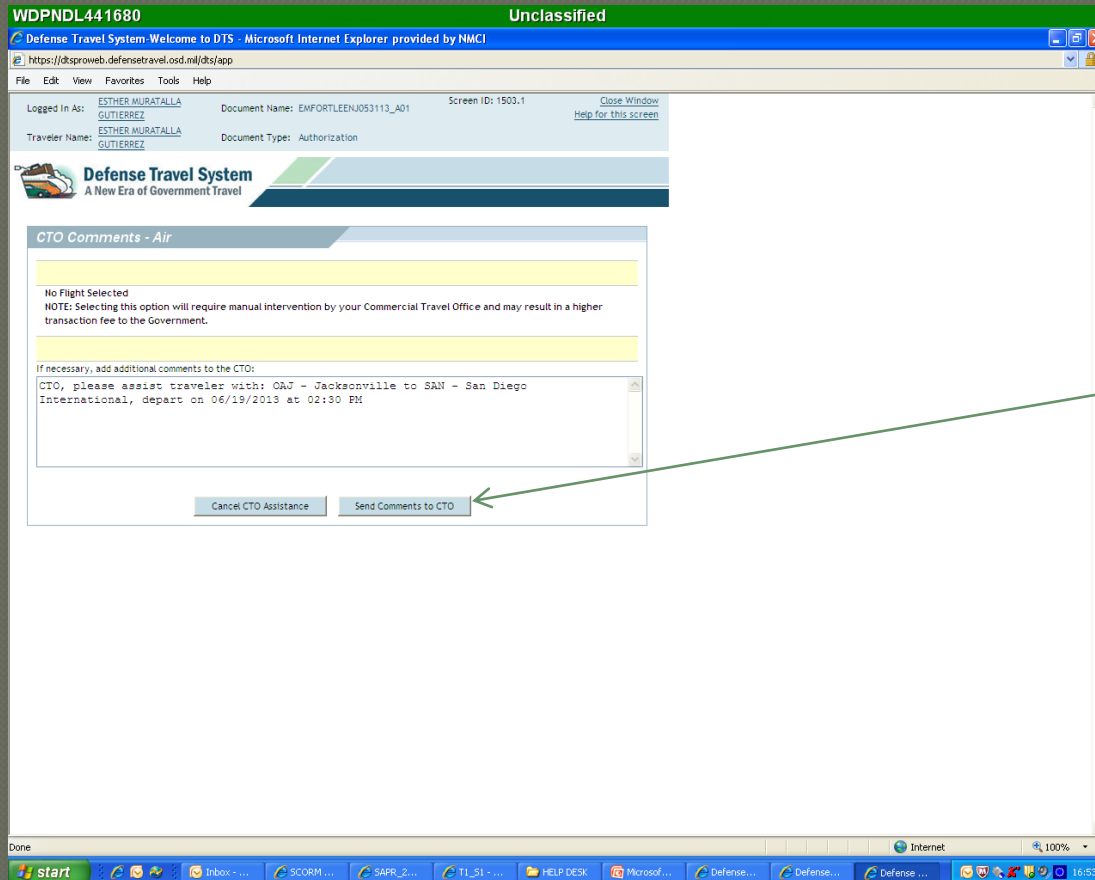 WDPNDL441680 Unclassified
Defense Travel System-Welcome to DTS - Microsoft Internet Explorer provided by NMCI
https://dtsproweb.defensetravel.osd.mil/dts/app
File Edit View Favorites Tools Help
Logged In As: ESTHER MURATALLA GUTIERREZ Document Name: EMFORTLEENJ053113_A01 Screen ID: 1503.1 Close Window
Help for this screen
Traveler Name: ESTHER MURATALLA GUTIERREZ Document Type: Authorization
Defense Travel System
A New Era of Government Travel
CTO Comments - Air
No Flight Selected
NOTE: Selecting this option will require manual intervention by your Commercial Travel Office and may result in a higher
transaction fee to the Government.
If necessary, add additional comments to the CTO:
CTO, please assist traveler with: OAJ - Jacksonville to SAN - San Diego
International, depart on 06/19/2013 at 02:30 PM
Cancel CTO Assistance Send Comments to CTO
Done Internet 100%
start Inbox - ... SCORM ... SAPR_2... T1_51 - ... HELP DESK Microsof... Defense... Defense... Defense ... 16:53